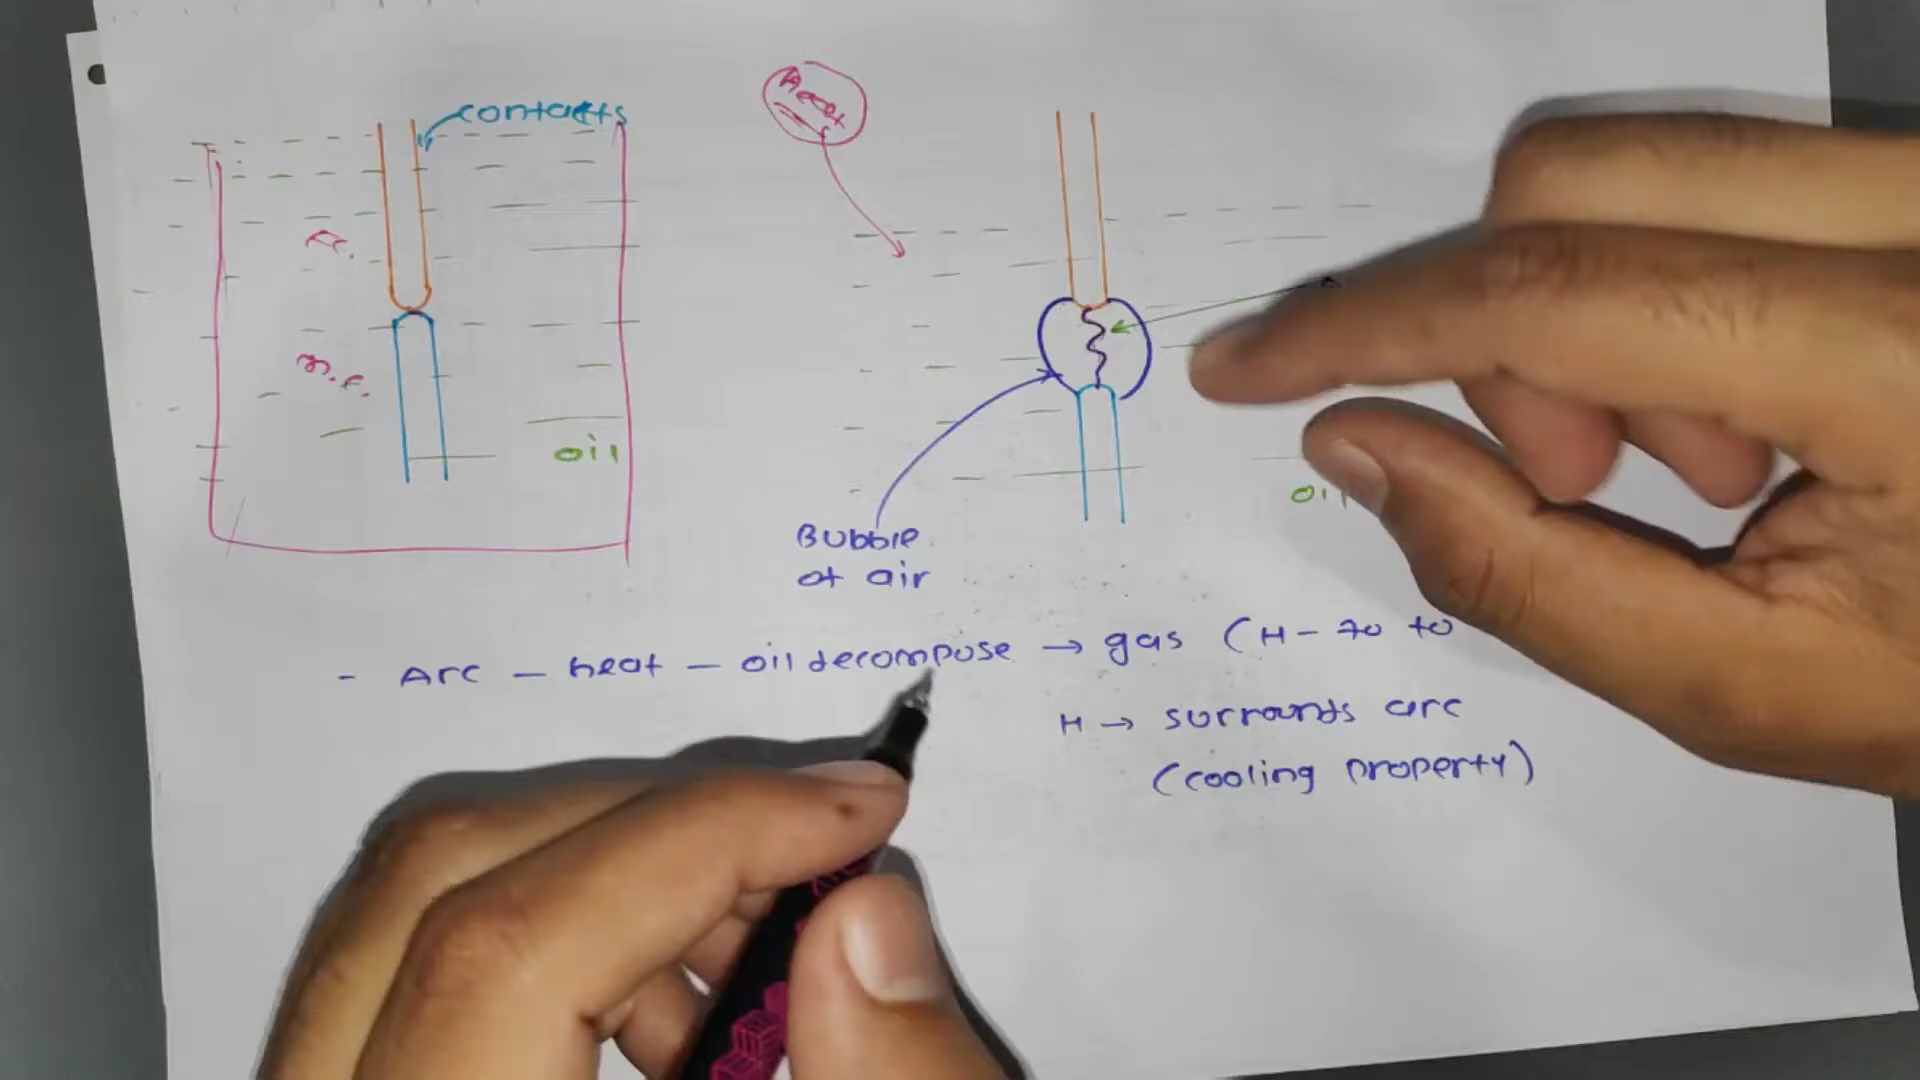 contacts
Heat
F.
m.c.
oil
oil
Bubble
of air
- Arc - heat - oil decompose → gas (H - 70 to
H → surrounds arc
(cooling property)